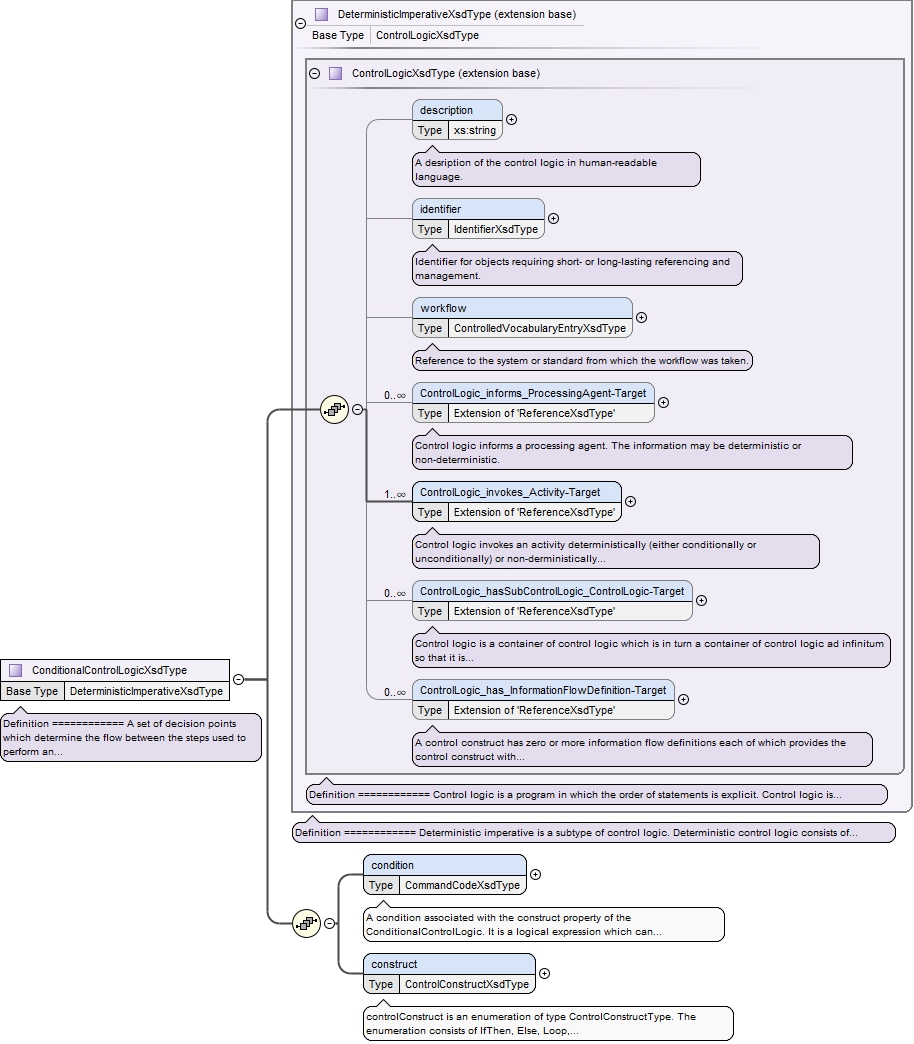 DeterministicImperativeXsdType (extension base)
Base Type ControlLogicXsdType
ControlLogicXsdType (extension base)
description
Type xs:string
A desription of the control logic in human-readable
language.
identifier
Type IdentifierXsdType
Identifier for objects requiring short- or long-lasting referencing and
management.
workflow
Type ControlledVocabularyEntryXsdType
Reference to the system or standard from which the workflow was taken.
0..∞
ControlLogic_informs_ProcessingAgent-Target
Type Extension of 'ReferenceXsdType'
Control logic informs a processing agent. The information may be deterministic or
non-deterministic.
1..∞
ControlLogic_invokes_Activity-Target
Type Extension of 'ReferenceXsdType'
Control logic invokes an activity deterministically (either conditionally or
unconditionally) or non-derministically...
0..∞
ControlLogic_hasSubControlLogic_ControlLogic-Target
Type Extension of 'ReferenceXsdType'
Control logic is a container of control logic which is in turn a container of control logic ad infinitum
so that it is...
0..∞
ControlLogic_has_InformationFlowDefinition-Target
Type Extension of 'ReferenceXsdType'
A control construct has zero or more information flow definitions each of which provides the
control construct with...
ConditionalControlLogicXsdType
Base Type DeterministicImperativeXsdType
Definition ============ A set of decision points
which determine the flow between the steps used to
perform an...
Definition ============ Control logic is a program in which the order of statements is explicit. Control logic is...
Definition ============ Deterministic imperative is a subtype of control logic. Deterministic control logic consists of...
condition
Type CommandCodeXsdType
A condition associated with the construct property of the
ConditionalControlLogic. It is a logical expression which can...
construct
Type ControlConstructXsdType
controlConstruct is an enumeration of type ControlConstructType. The
enumeration consists of IfThen, Else, Loop,...